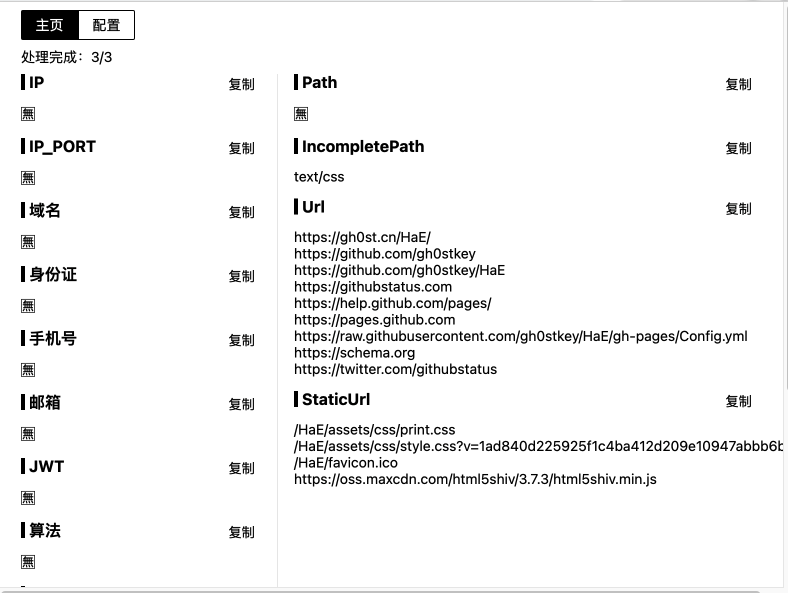 主页 配置
处理完成：3/3
IP 复制
🈚
IP_PORT 复制
🈚
域名 复制
🈚
身份证 复制
🈚
手机号 复制
🈚
邮箱 复制
🈚
JWT 复制
🈚
算法 复制
🈚
Path 复制
🈚
IncompletePath 复制
text/css
Url 复制
https://gh0st.cn/HaE/
https://github.com/gh0stkey
https://github.com/gh0stkey/HaE
https://githubstatus.com
https://help.github.com/pages/
https://pages.github.com
https://raw.githubusercontent.com/gh0stkey/HaE/gh-pages/Config.yml
https://schema.org
https://twitter.com/githubstatus
StaticUrl 复制
/HaE/assets/css/print.css
/HaE/assets/css/style.css?v=1ad840d225925f1c4ba412d209e10947abbb6b
/HaE/favicon.ico
https://oss.maxcdn.com/html5shiv/3.7.3/html5shiv.min.js